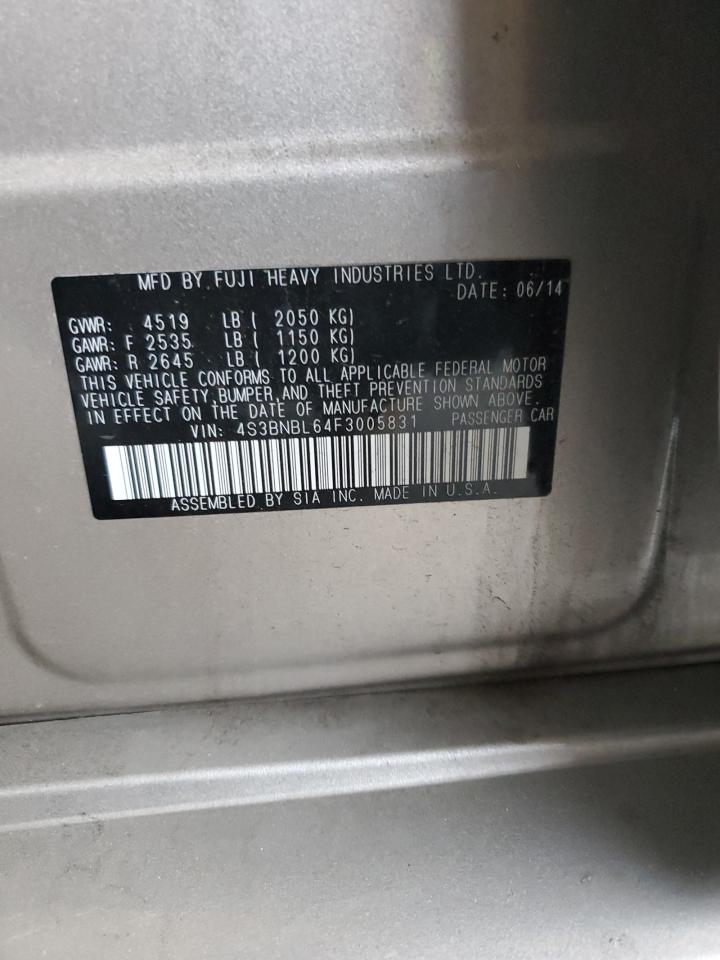 MFD BY FUJI HEAVY INDUSTRIES LTD.
DATE: 06/14
GVWR: 4519 LB ( 2050 KG)
GAWR: F 2535 LB ( 1150 KG)
GAWR: R 2645 LB ( 1200 KG)
THIS VEHICLE CONFORMS TO ALL APPLICABLE FEDERAL MOTOR
VEHICLE SAFETY, BUMPER, AND THEFT PREVENTION STANDARDS
IN EFFECT ON THE DATE OF MANUFACTURE SHOWN ABOVE.
VIN: 4S3BNBL64F3005831 PASSENGER CAR
ASSEMBLED BY SIA INC. MADE IN U.S.A.